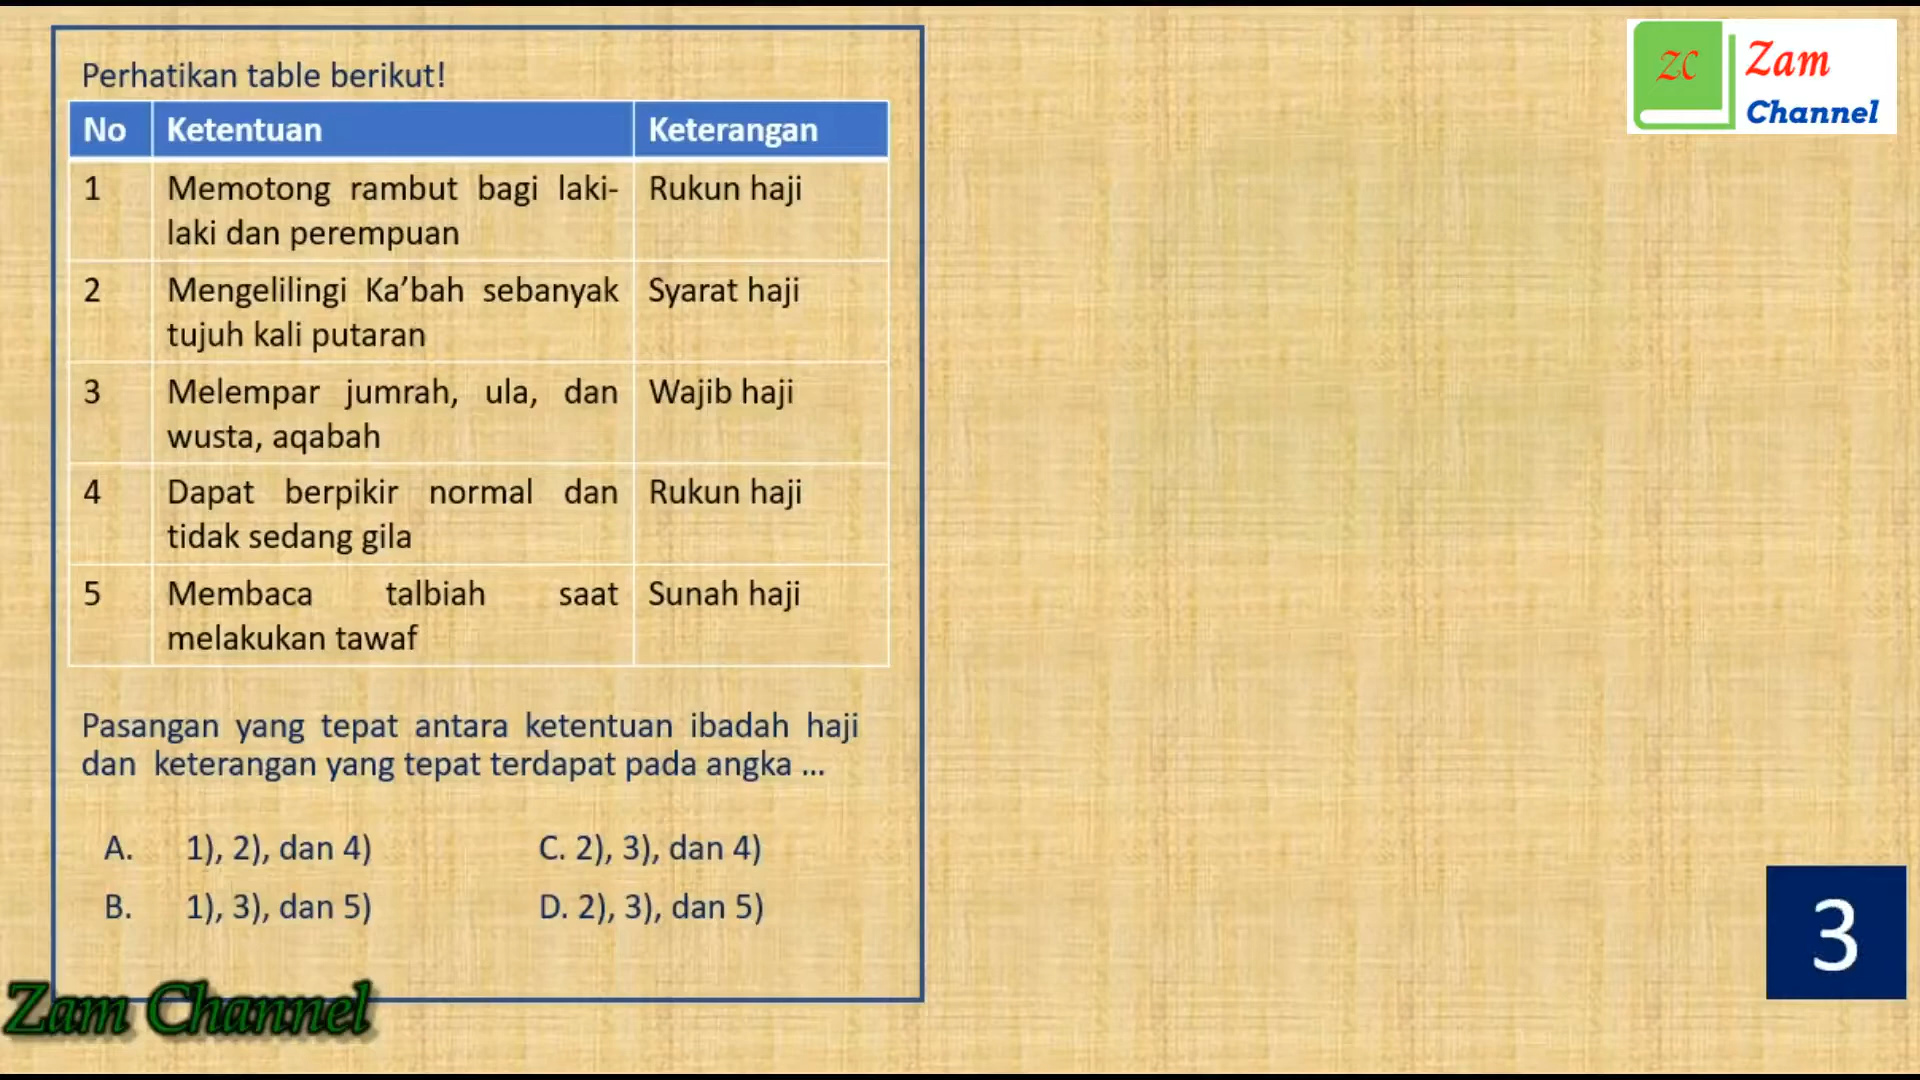 Perhatikan table berikut!
No Ketentuan Keterangan
1 Memotong rambut bagi laki- Rukun haji
laki dan perempuan
2 Mengelilingi Ka’bah sebanyak Syarat haji
tujuh kali putaran
3 Melempar jumrah, ula, dan Wajib haji
wusta, aqabah
4 Dapat berpikir normal dan Rukun haji
tidak sedang gila
5 Membaca talbiah saat Sunah haji
melakukan tawaf
Pasangan yang tepat antara ketentuan ibadah haji
dan keterangan yang tepat terdapat pada angka ...
A. 1), 2), dan 4) C. 2), 3), dan 4)
B. 1), 3), dan 5) D. 2), 3), dan 5)
Zam Channel
ZC Zam
Channel
3